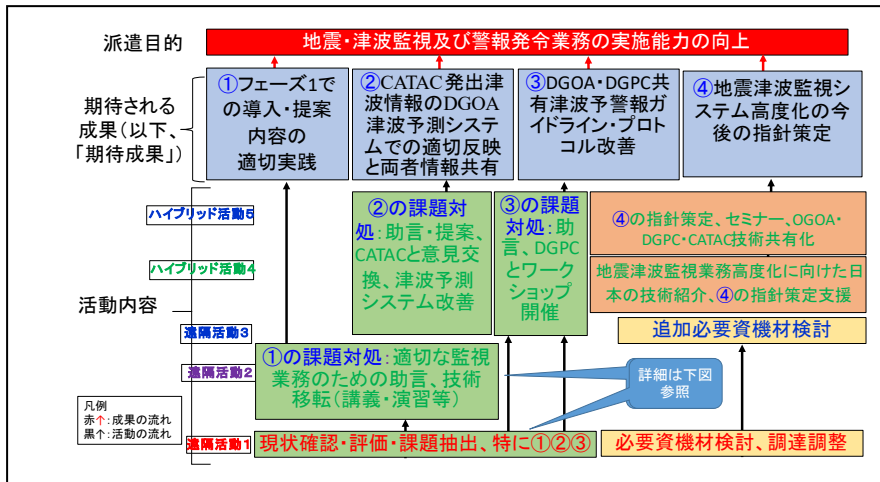 派遣目的
地震・津波監視及び警報発令業務の実施能力の向上
期待される
成果(以下、
「期待成果」)
①フェーズ1で
の導入・提案
内容の
適切実践
②CATAC発出津
波情報のDGOA
津波予測システ
ムでの適切反映
と両者情報共有
③DGOA・DGPC共
有津波予警報ガ
イドライン・プロト
コル改善
④地震津波監視シ
ステム高度化の今
後の指針策定
活動内容
ハイブリッド活動5
ハイブリッド活動4
遠隔活動3
遠隔活動2
遠隔活動1
②の課題対
処:助言・提案、
CATACと意見交
換、津波予測
システム改善
③の課題
対処:助
言、DGPC
とワーク
ショップ
開催
④の指針策定、セミナー、OGOA・
DGPC・CATAC技術共有化
地震津波監視業務高度化に向けた日
本の技術紹介、④の指針策定支援
追加必要資機材検討
①の課題対処:適切な監視
業務のための助言、技術
移転(講義・演習等)
詳細は下図
参照
現状確認・評価・課題抽出、特に①②③
必要資機材検討、調達調整
凡例
赤↑:成果の流れ
黒↑:活動の流れ